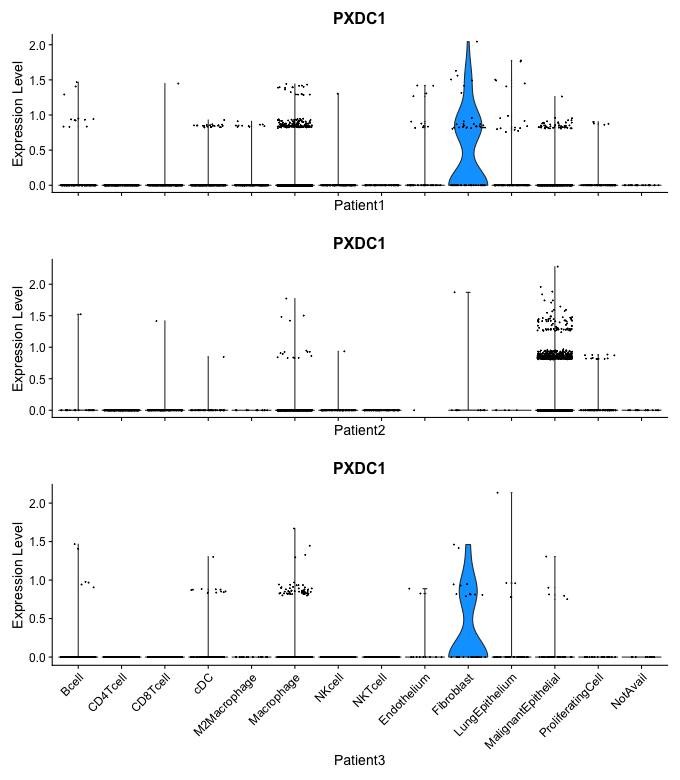 PXDC1
Expression Level
2.0
1.5
1.0
0.5
0.0
Patient1
PXDC1
Expression Level
2.0
1.5
1.0
0.5
0.0
Patient2
PXDC1
Expression Level
2.0
1.5
1.0
0.5
0.0
Bcell
CD4Tcell
CD8Tcell
cDC
M2Macrophage
Macrophage
NKcell
NKTcell
Endothelium
Fibroblast
LungEpithelium
MalignantEpithelial
ProliferatingCell
NotAvail
Patient3